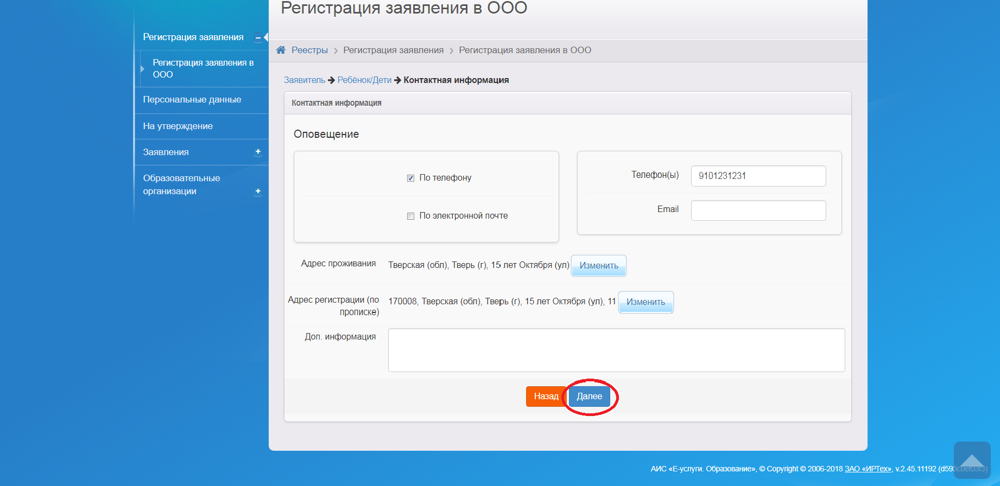 Регистрация заявления в ООО
Регистрация заявления
Регистрация заявления в
ООО
Персональные данные
На утверждение
Заявления
Образовательные
организации
Реестры > Регистрация заявления > Регистрация заявления в ООО
Заявитель → Ребёнок/Дети → Контактная информация
Контактная информация
Оповещение
По телефону
По электронной почте
Телефон(ы) 9101231231
Email
Адрес проживания Тверская (обл), Тверь (г), 15 лет Октября (ул) Изменить
Адрес регистрации (по
прописке) 170008, Тверская (обл), Тверь (г), 15 лет Октября (ул), 11 Изменить
Доп. информация
Назад Далее
АИС «Е-услуги. Образование», © Copyright © 2006-2018 ЗАО «ИРТех», v.2.45.11192